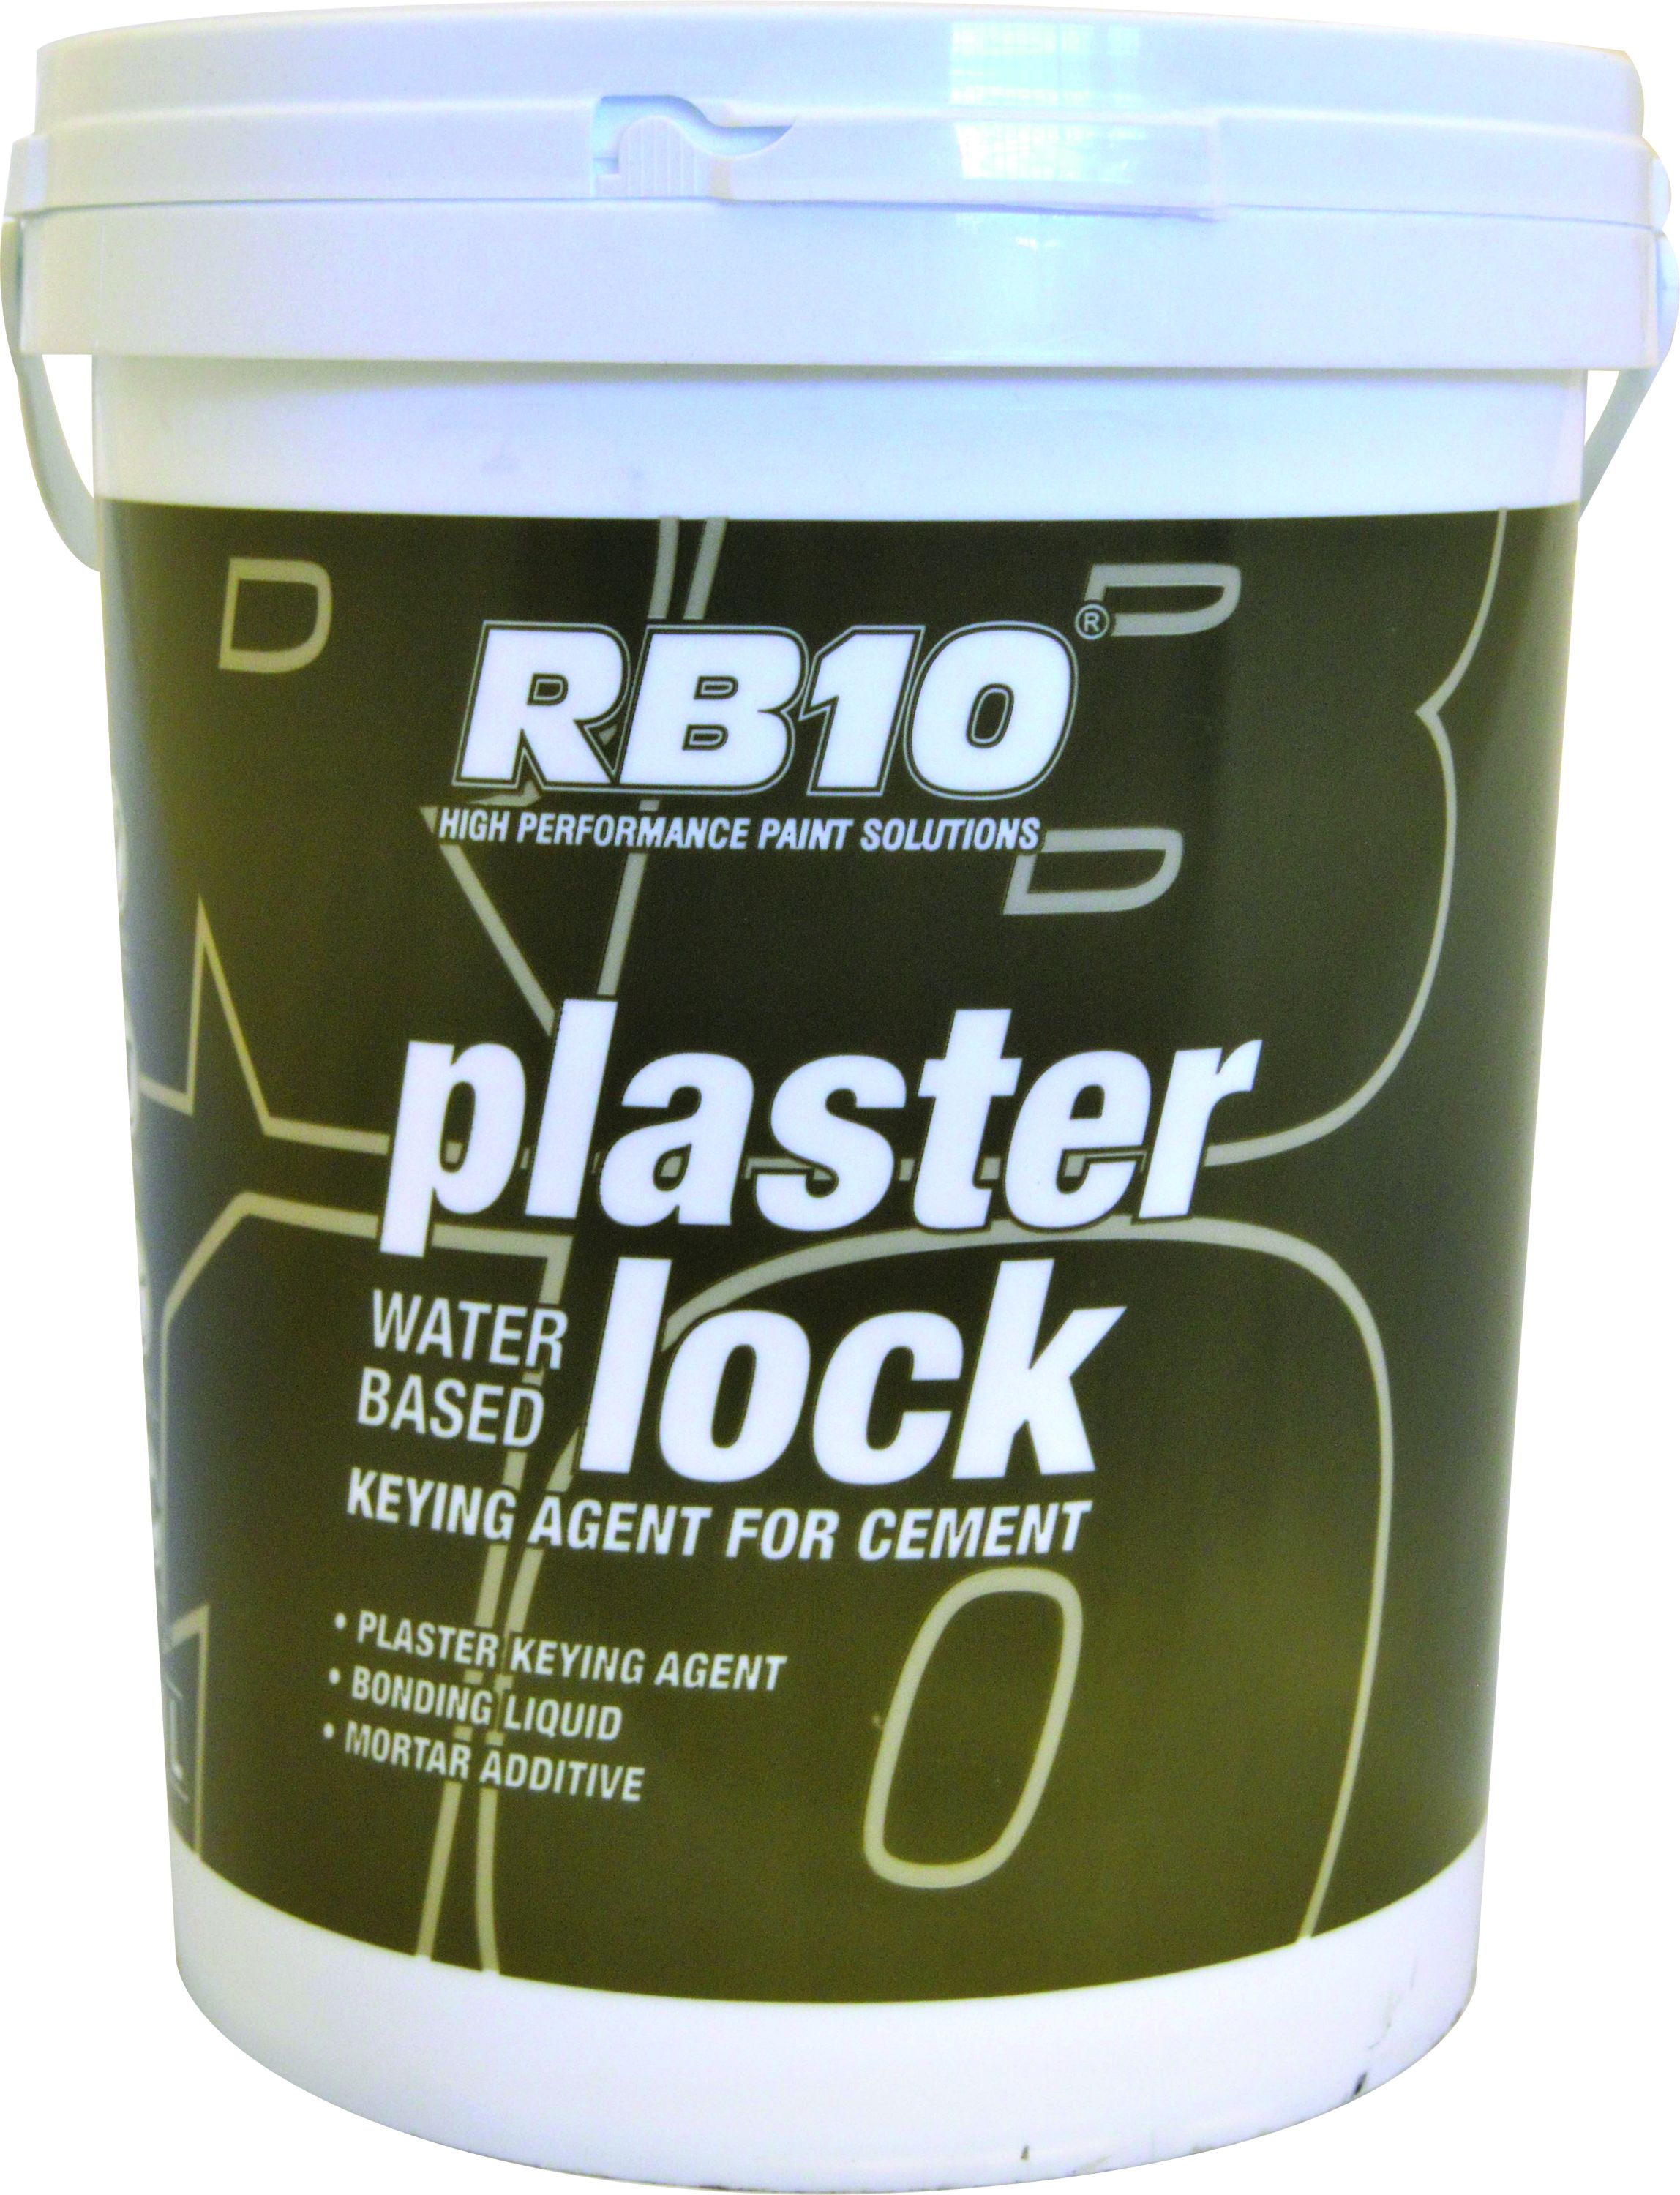 RB10®
HIGH PERFORMANCE PAINT SOLUTIONS
plaster
WATER BASED lock
KEYING AGENT FOR CEMENT
• PLASTER KEYING AGENT
• BONDING LIQUID
• MORTAR ADDITIVE